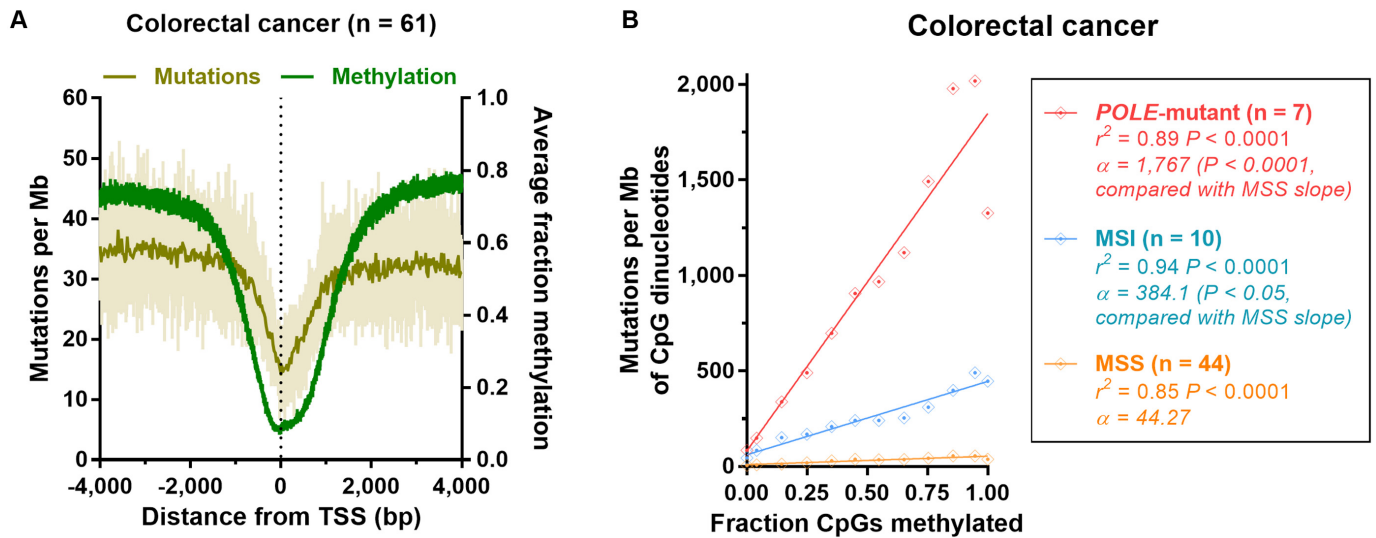 A
Colorectal cancer (n = 61)
Mutations
Methylation
60
50
40
30
20
10
0
Mutations per Mb
1.0
0.8
0.6
0.4
0.2
0.0
Average fraction methylation
-4,000
-2,000
0
2,000
4,000
Distance from TSS (bp)
B
Colorectal cancer
2,000
1,500
1,000
500
0
Mutations per Mb
of CpG dinucleotides
0.00
0.25
0.50
0.75
1.00
Fraction CpGs methylated
POLE-mutant (n = 7)
r² = 0.89 P < 0.0001
α = 1,767 (P < 0.0001,
compared with MSS slope)
MSI (n = 10)
r² = 0.94 P < 0.0001
α = 384.1 (P < 0.05,
compared with MSS slope)
MSS (n = 44)
r² = 0.85 P < 0.0001
α = 44.27